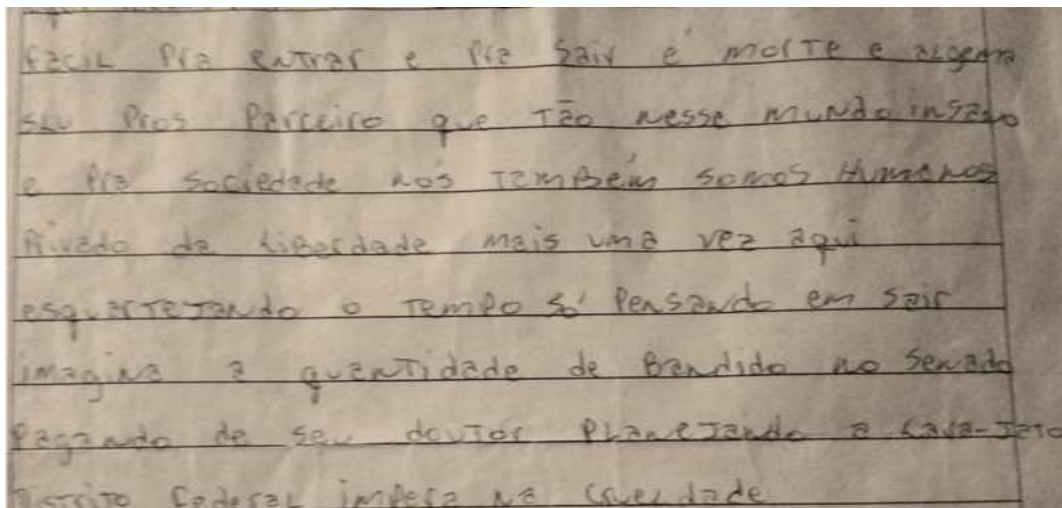 facil Pra entrar e Pra Sair é morte e algema
Salv Pros Parceiro que Tão nesse mundo insano
e Pra Sociedade nós Também somos Humanos
Privado da Liberdade mais uma vez aqui
esquarTeJando o Tempo só Pensando em Sair
imagina a quanTidade de Bandido no Senado
Pagando de seu douTor PlaneJando a Lava-JaTo
DisTriTo Federal impera na crueldade